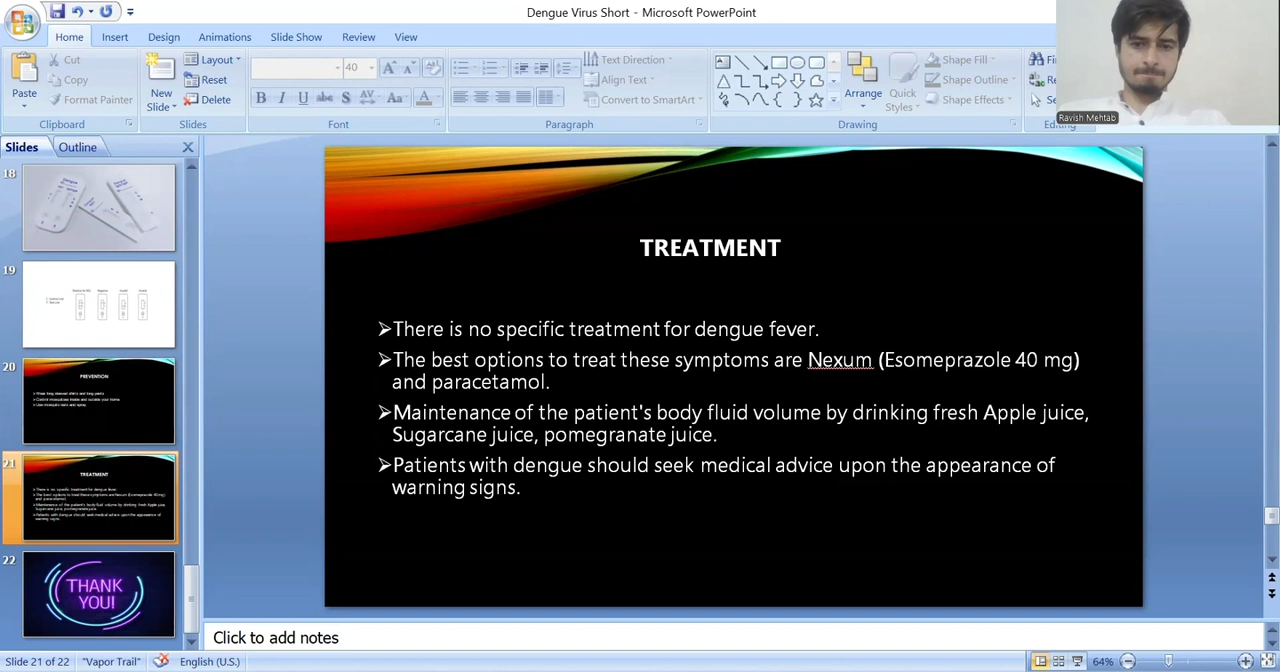 Dengue Virus Short - Microsoft PowerPoint
Home Insert Design Animations Slide Show Review View
Cut
Copy
Format Painter
Paste
Clipboard
New Slide
Layout
Reset
Delete
Slides
40
B I U abc S AV Aa A
Font
Text Direction
Align Text
Convert to SmartArt
Paragraph
Arrange
Quick Styles
Shape Fill
Shape Outline
Shape Effects
Drawing
Ravish Mehtab
Slides Outline
18
19
20
PREVENTION
21
TREATMENT
22
THANK
YOU!
TREATMENT
➢There is no specific treatment for dengue fever.
➢The best options to treat these symptoms are Nexum (Esomeprazole 40 mg)
and paracetamol.
➢Maintenance of the patient's body fluid volume by drinking fresh Apple juice,
Sugarcane juice, pomegranate juice.
➢Patients with dengue should seek medical advice upon the appearance of
warning signs.
Click to add notes
Slide 21 of 22 "Vapor Trail" English (U.S.) 64%